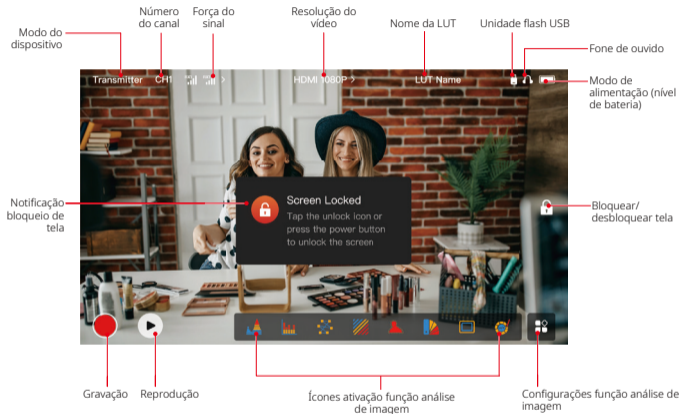 Modo do
dispositivo
Número
do canal
Força do
sinal
Resolução do
vídeo
Nome da LUT
Unidade flash USB
Fone de ouvido
Modo de
alimentação (nível
de bateria)
Transmitter CH1 HDMI 1080P > LUT Name
Notificação
bloqueio de
tela
Screen Locked
Tap the unlock icon or
press the power button
to unlock the screen
Bloquear/
desbloquear tela
Gravação
Reprodução
Ícones ativação função análise
de imagem
Configurações função análise de
imagem